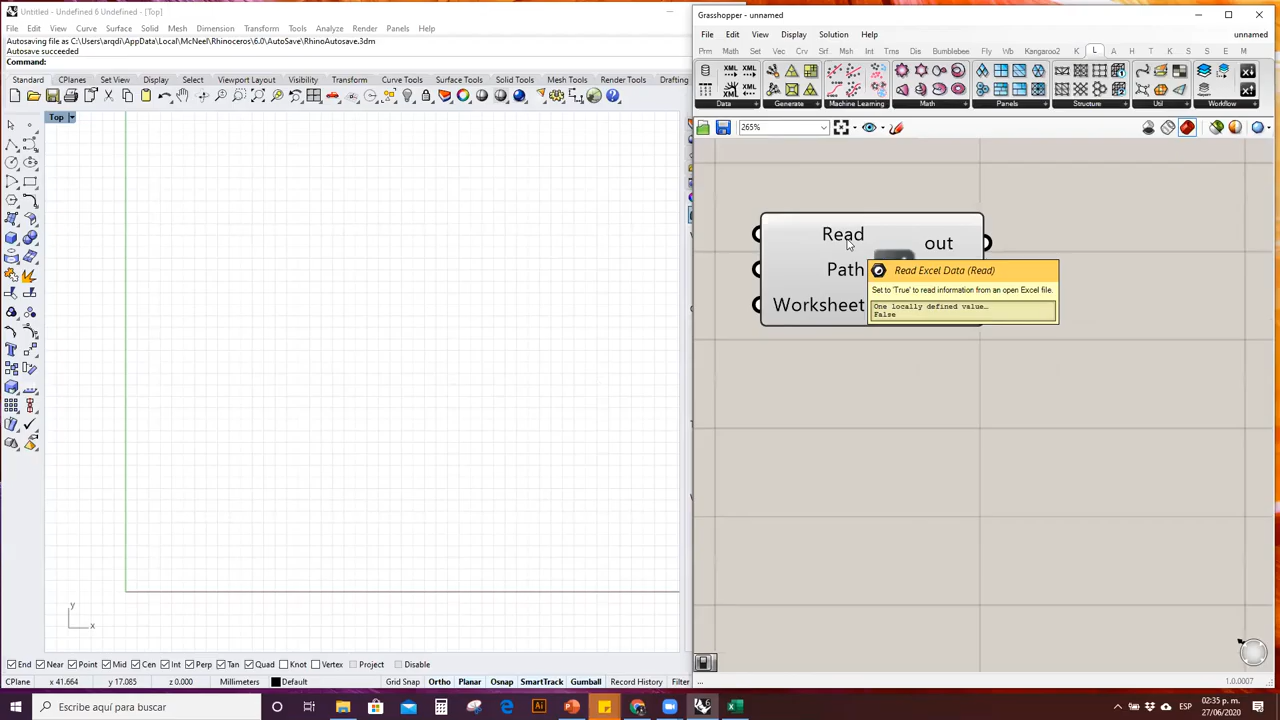 Untitled - Undefined 6 Undefined - [Top]
File Edit View Curve Surface Solid Mesh Dimension Transform Tools Analyze Render Panels Help
Autosaving file as C:\Users\arqdi\AppData\Local\McNeel\Rhinoceros\6.0\AutoSave\RhinoAutosave.3dm
Autosave succeeded
Command:
Standard CPlanes Set View Display Select Viewport Layout Visibility Transform Curve Tools Surface Tools Solid Tools Mesh Tools Render Tools Drafting
Top
y
x
End Near Point Mid Cen Int Perp Tan Quad Knot Vertex Project Disable
CPlane x 41.664 y 17.085 z 0.000 Millimeters Default Grid Snap Ortho Planar Osnap SmartTrack Gumball Record History Filter
Grasshopper - unnamed
File Edit View Display Solution Help unnamed
Prm Math Set Vec Crv Srf Msh Int Trns Dis Bumblebee Fly Wb Kangaroo2 K L A H T K S S E M
XML XML
XML XML
Data Generate Machine Learning Math Panels Structure Util Workflow
265%
Read
Path
Worksheet
out
Read Excel Data (Read)
Set to 'True' to read information from an open Excel file.
One locally defined value...
False
...
1.0.0007
Escribe aquí para buscar
ESP
02:35 p. m.
27/06/2020